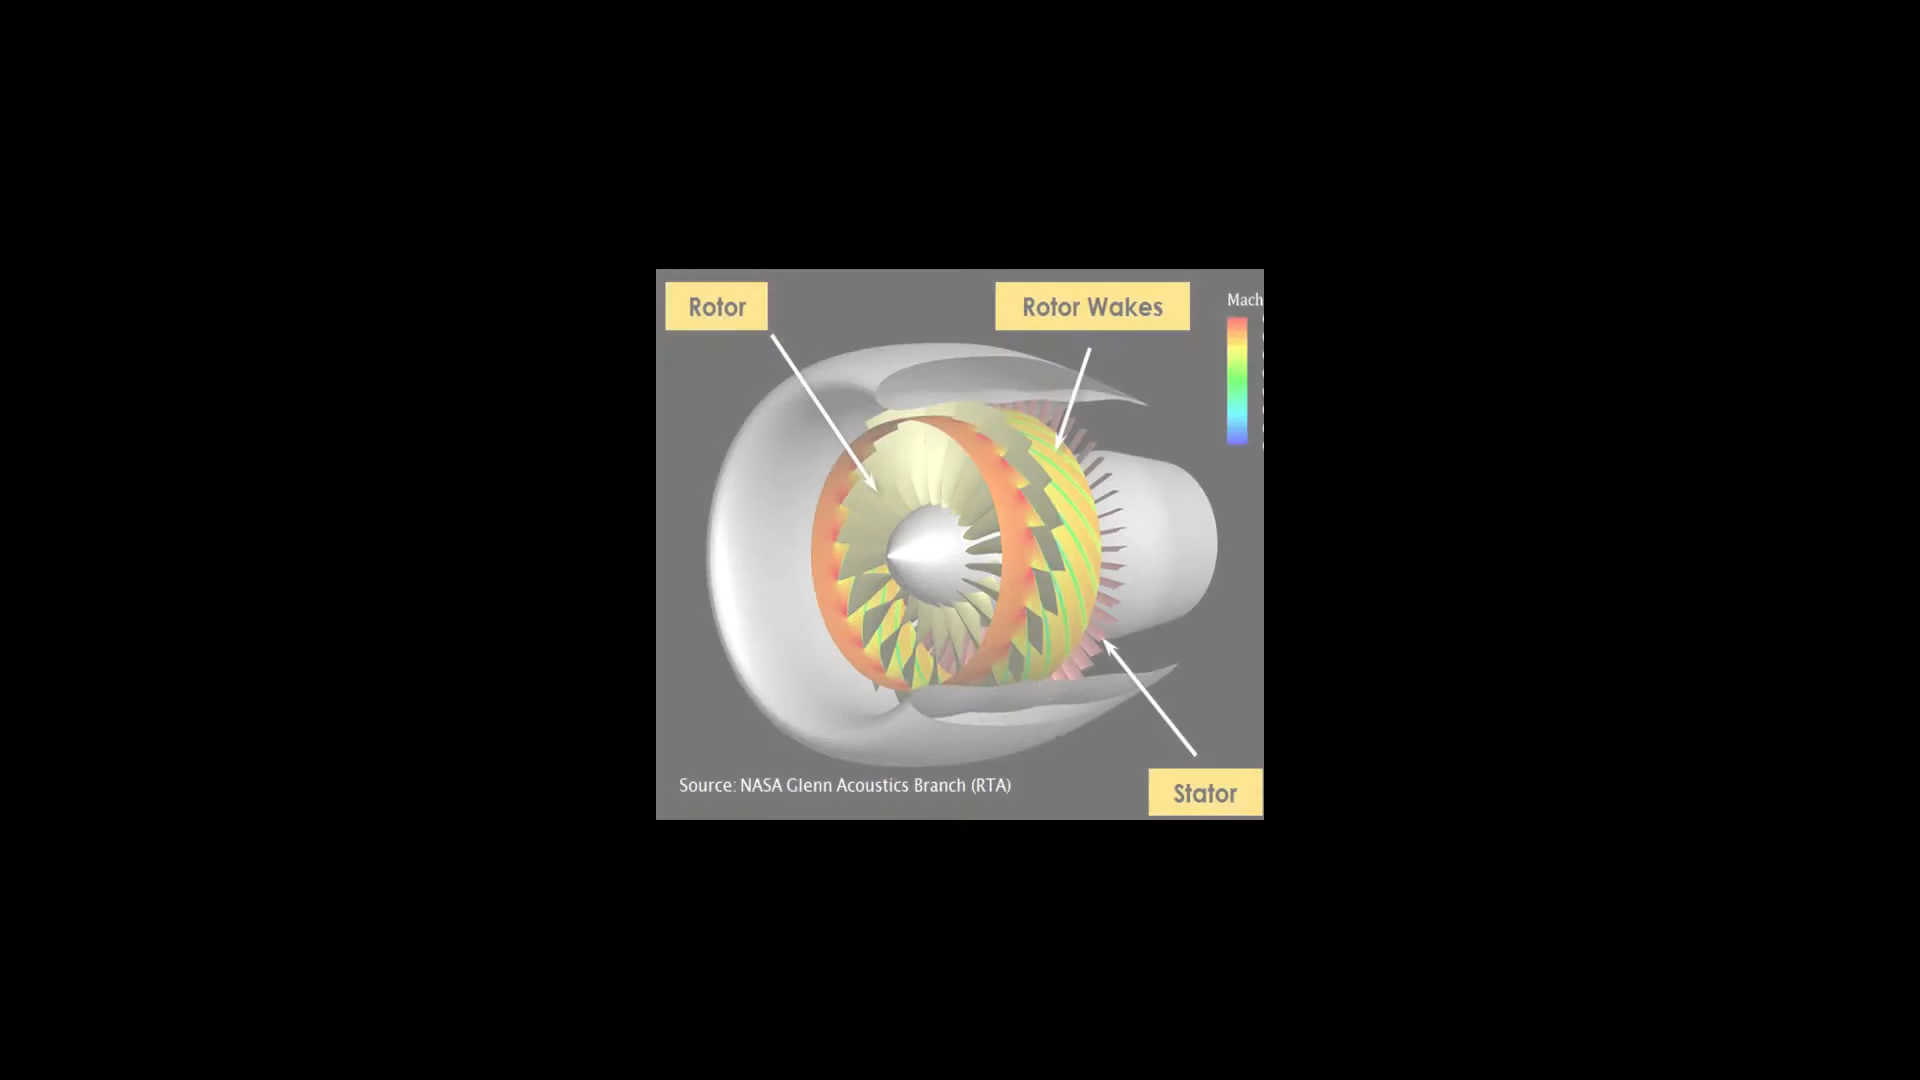 Rotor
Rotor Wakes
Mach
Source: NASA Glenn Acoustics Branch (RTA)
Stator